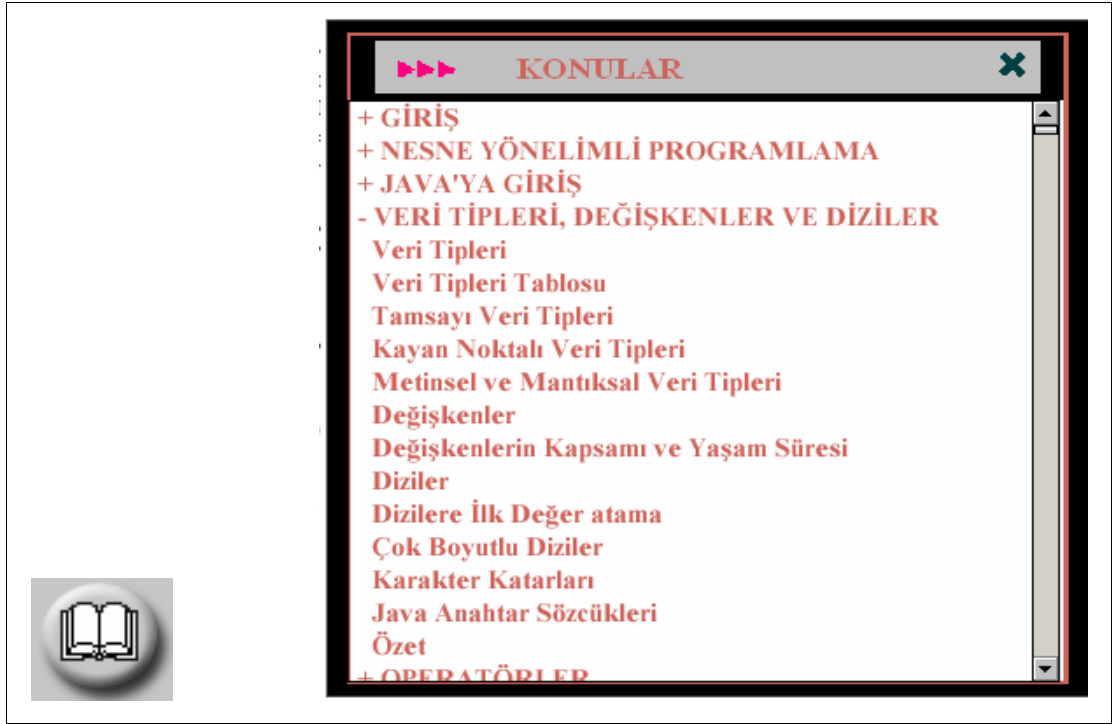 KONULAR
+ GİRİŞ
+ NESNE YÖNELİMLİ PROGRAMLAMA
+ JAVA'YA GİRİŞ
- VERİ TİPLERİ, DEĞİŞKENLER VE DİZİLER
Veri Tipleri
Veri Tipleri Tablosu
Tamsayı Veri Tipleri
Kayan Noktalı Veri Tipleri
Metinsel ve Mantıksal Veri Tipleri
Değişkenler
Değişkenlerin Kapsamı ve Yaşam Süresi
Diziler
Dizilere İlk Değer atama
Çok Boyutlu Diziler
Karakter Katarları
Java Anahtar Sözcükleri
Özet
+ OPERATÖRLER